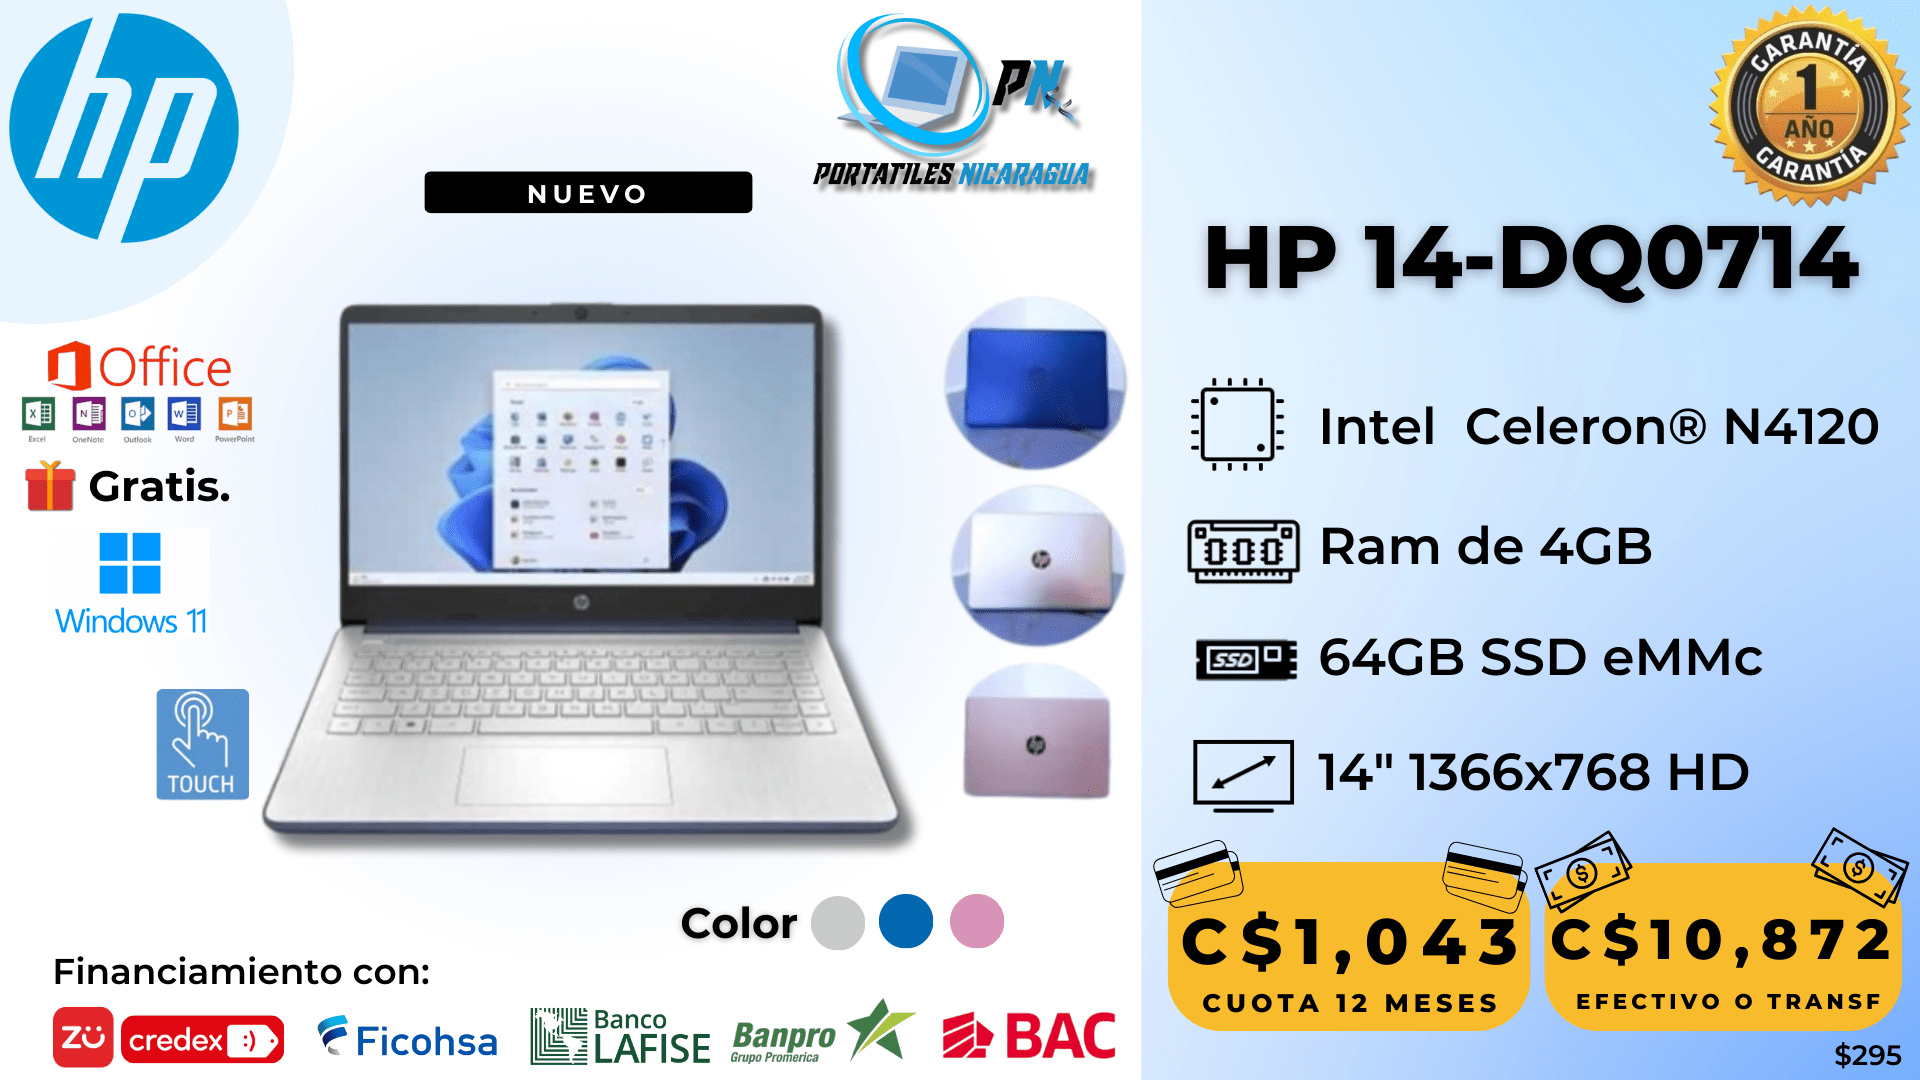 hp
PN
PORTATILES NICARAGUA
NUEVO
Office
Excel
OneNote
Outlook
Word
PowerPoint
Gratis.
Windows 11
TOUCH
Color
Financiamiento con:
zū
credex :)
Ficohsa
Banco
LAFISE
Banpro
Grupo Promerica
BAC
GARANTÍA
1
AÑO
GARANTÍA
HP 14-DQ0714
Intel Celeron® N4120
Ram de 4GB
SSD
64GB SSD eMMc
14" 1366x768 HD
C$1,043
CUOTA 12 MESES
C$10,872
EFECTIVO O TRANSF
$295